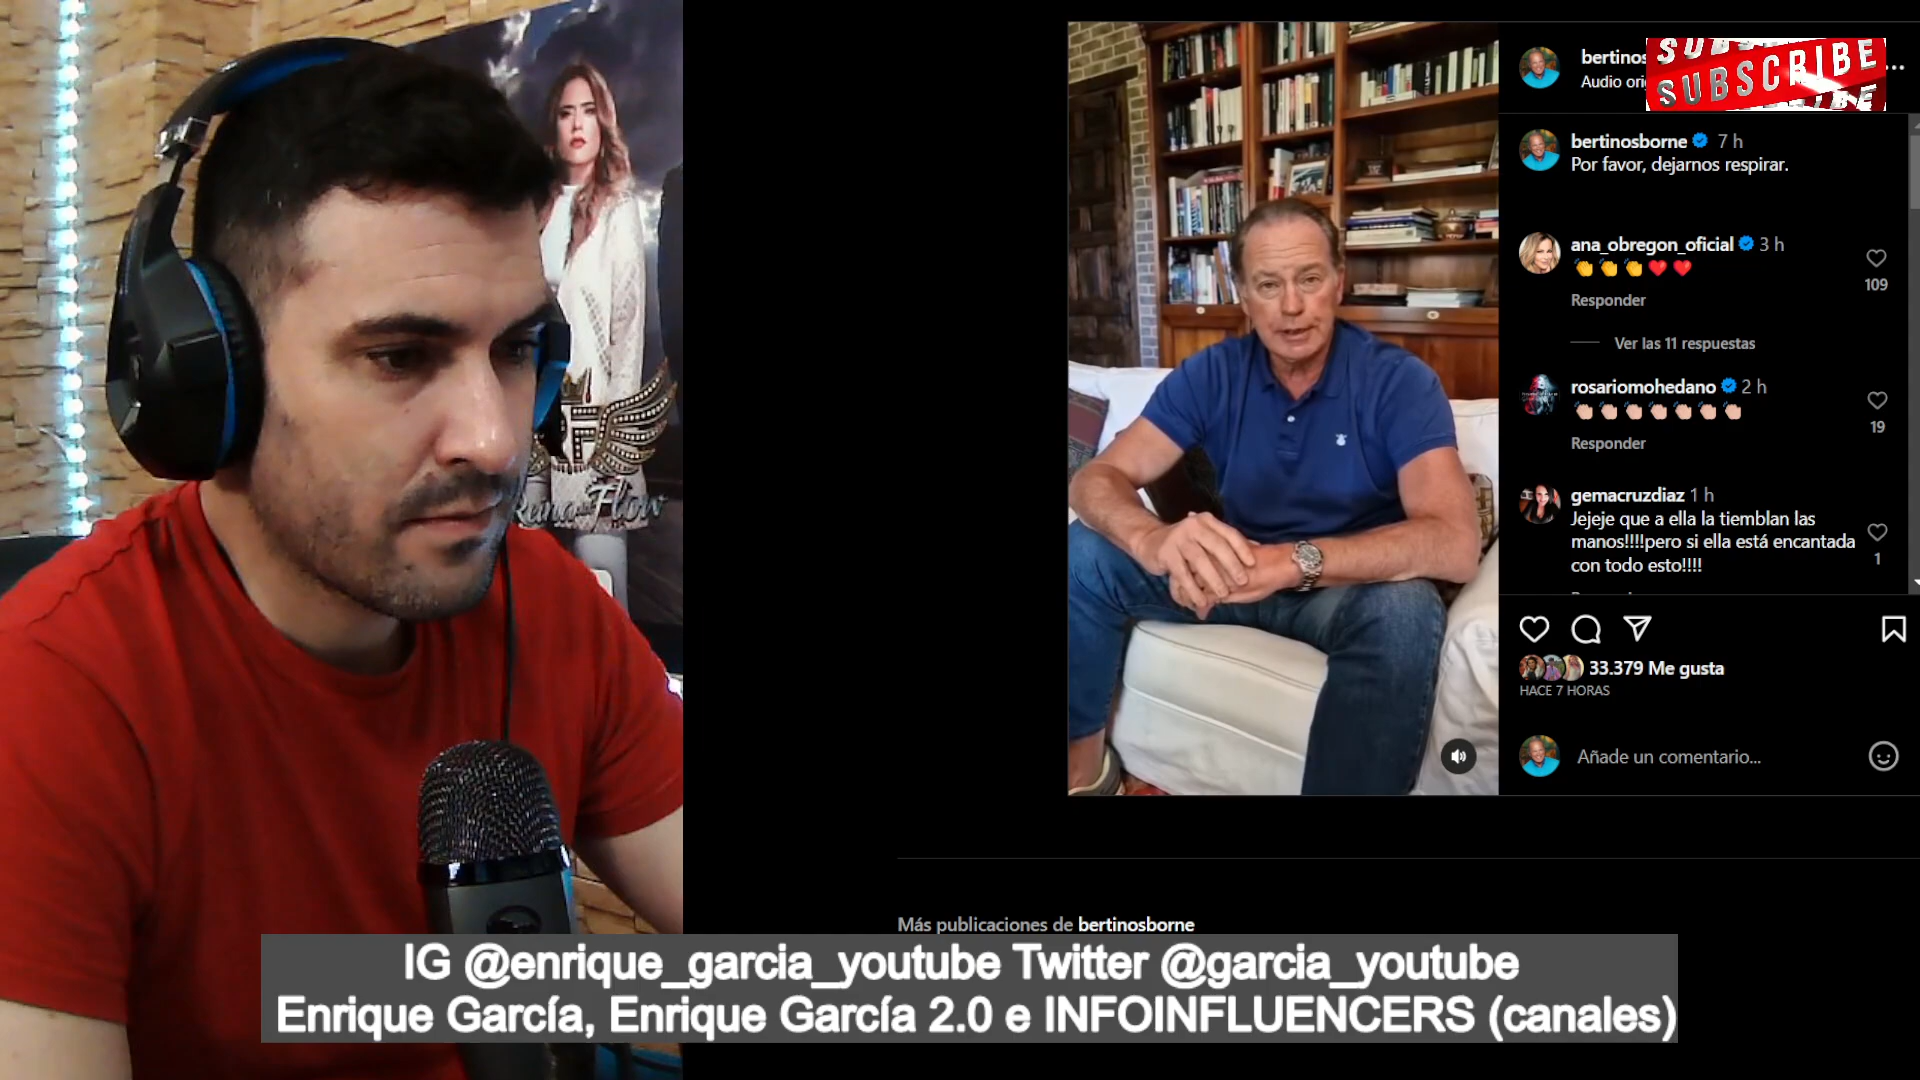 bertinos
Audio ori
SUBSCRIBE
SUBSCRIBE
bertinosborne 7 h
Por favor, dejarnos respirar.
ana_obregon_oficial 3 h
👏👏👏❤️❤️
109
Responder
Ver las 11 respuestas
rosariomohedano 2 h
👏🏻👏🏻👏🏻👏🏻👏🏻👏🏻👏🏻
19
Responder
gemacruzdiaz 1 h
Jejeje que a ella la tiemblan las
manos!!!!pero si ella está encantada
con todo esto!!!!
1
33.379 Me gusta
HACE 7 HORAS
Añade un comentario...
Más publicaciones de bertinosborne
IG @enrique_garcia_youtube Twitter @garcia_youtube
Enrique García, Enrique García 2.0 e INFOINFLUENCERS (canales)